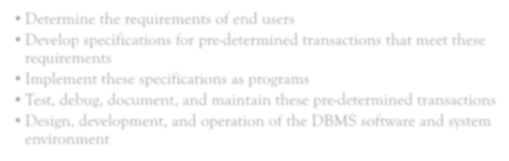 • Determine the requirements of end users
• Develop specifications for pre-determined transactions that meet these
requirements
• Implement these specifications as programs
• Test, debug, document, and maintain these pre-determined transactions
• Design, development, and operation of the DBMS software and system
environment